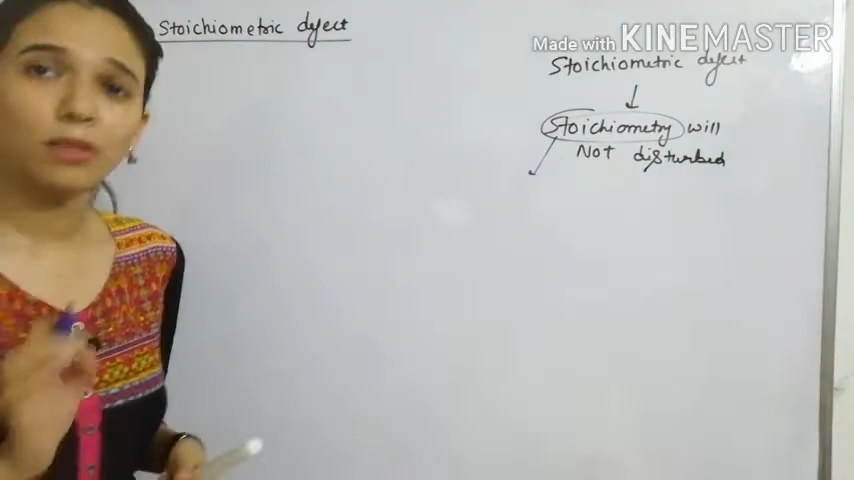 Stoichiometric defect
Made with KINEMASTER
Stoichiometric defect
Stoichiometry will
Not disturbed